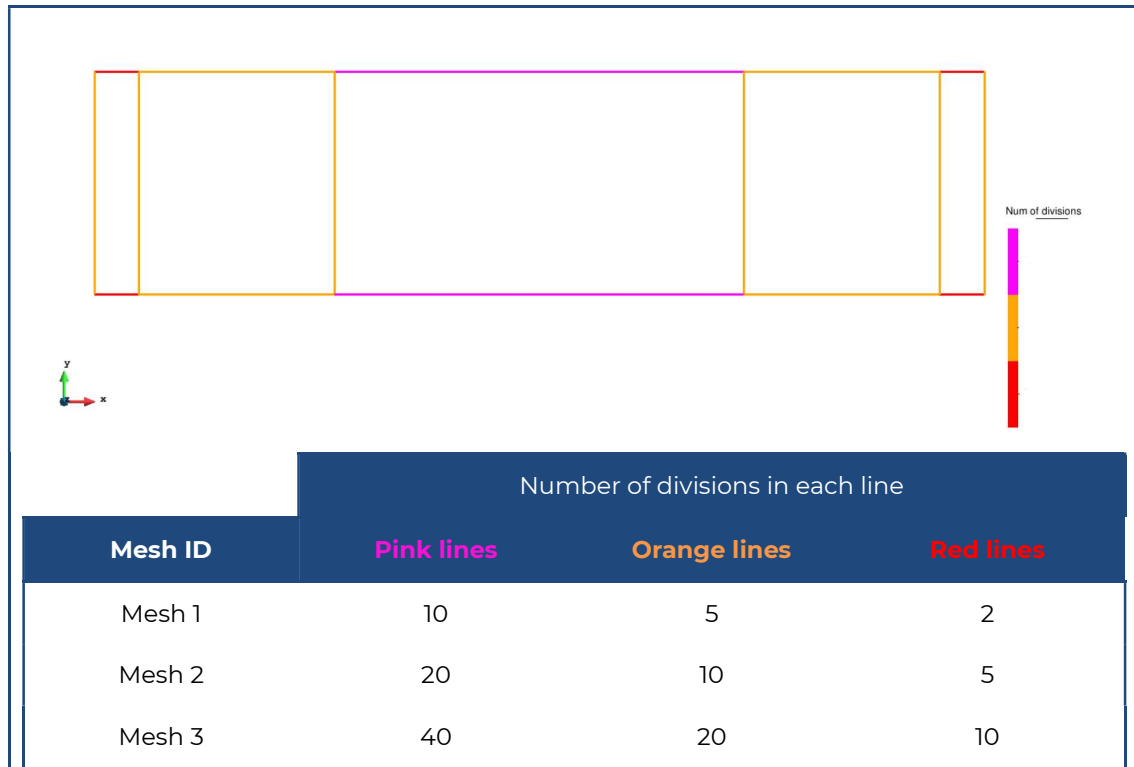 Num of divisions
y
x
Number of divisions in each line
Mesh ID Pink lines Orange lines Red lines
Mesh 1 10 5 2
Mesh 2 20 10 5
Mesh 3 40 20 10